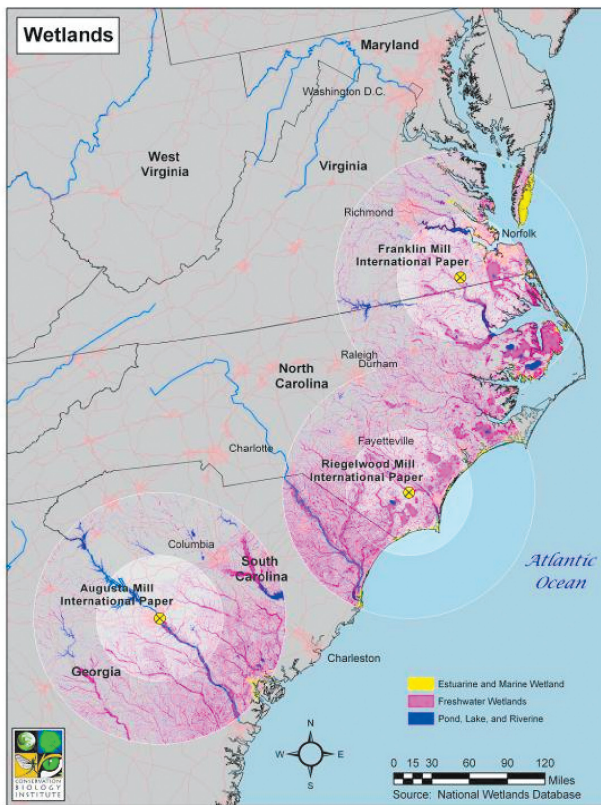 Wetlands
Maryland
Washington D.C.
West
Virginia
Virginia
Richmond
Norfolk
Franklin Mill
International Paper
Raleigh
Durham
North
Carolina
Fayetteville
Charlotte
Riegelwood Mill
International Paper
Columbia
South
Carolina
Atlantic
Ocean
Augusta Mill
International Paper
Charleston
Georgia
Estuarine and Marine Wetland
Freshwater Wetlands
Pond, Lake, and Riverine
N
W E
S
0 15 30 60 90 120
Miles
Source: National Wetlands Database
CONSERVATION
BIOLOGY
INSTITUTE